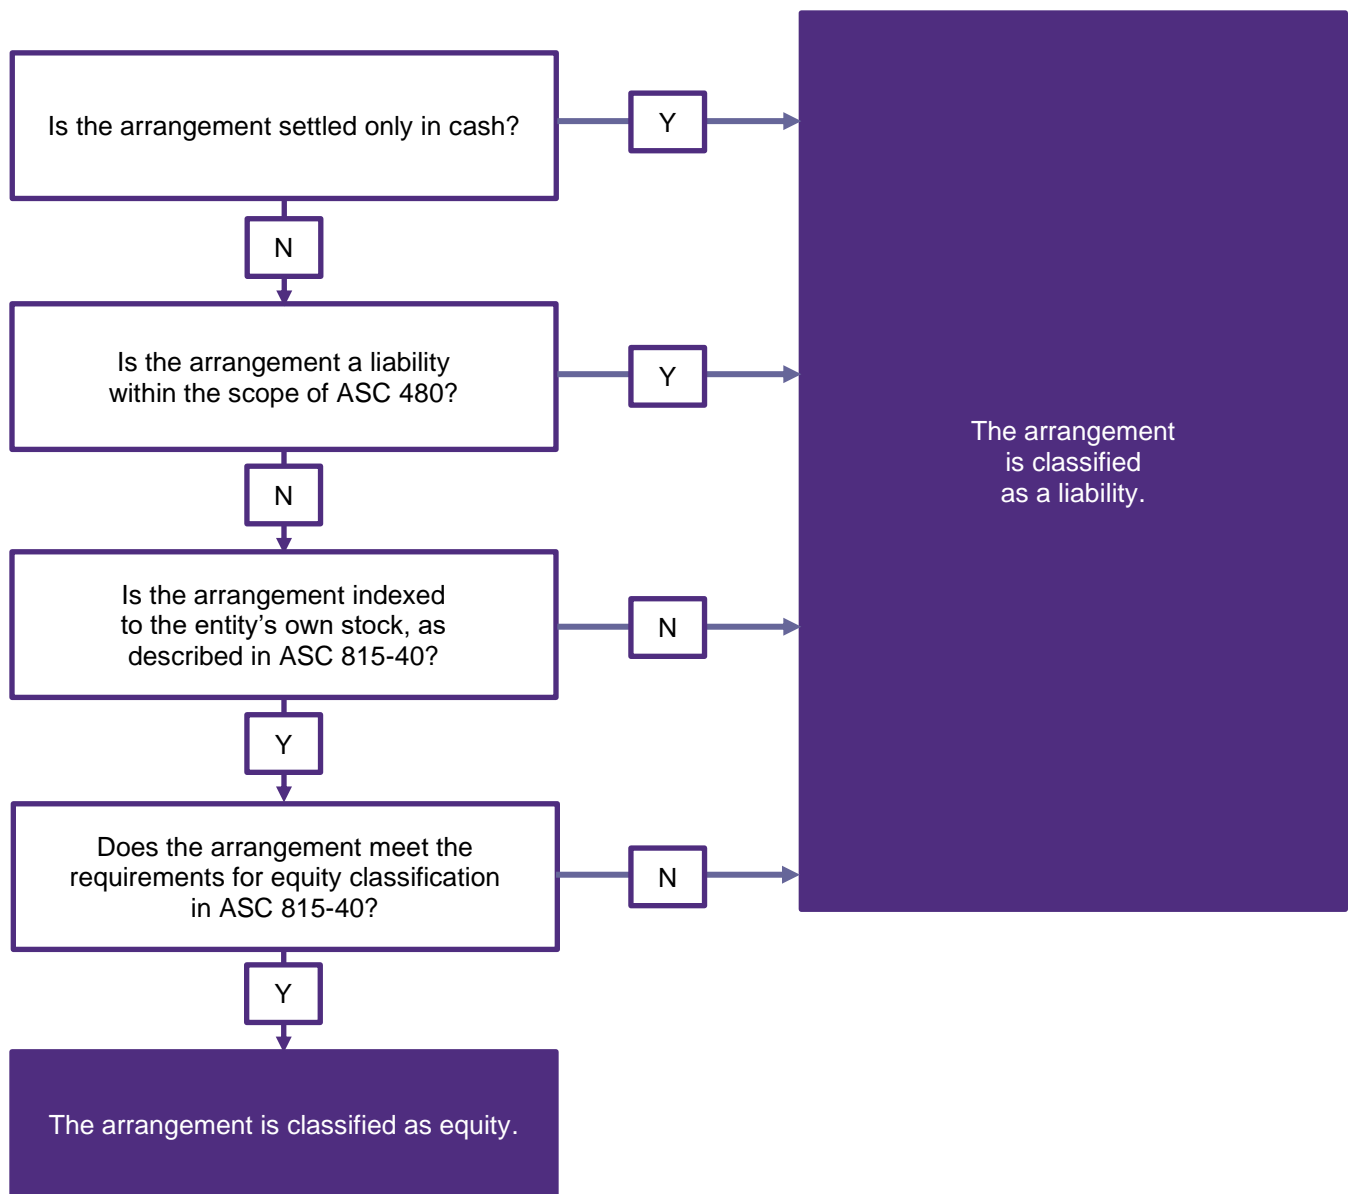 Is the arrangement settled only in cash?
Y
N
Is the arrangement a liability
within the scope of ASC 480?
Y
N
Is the arrangement indexed
to the entity’s own stock, as
described in ASC 815-40?
N
Y
Does the arrangement meet the
requirements for equity classification
in ASC 815-40?
N
Y
The arrangement is classified as equity.
The arrangement
is classified
as a liability.